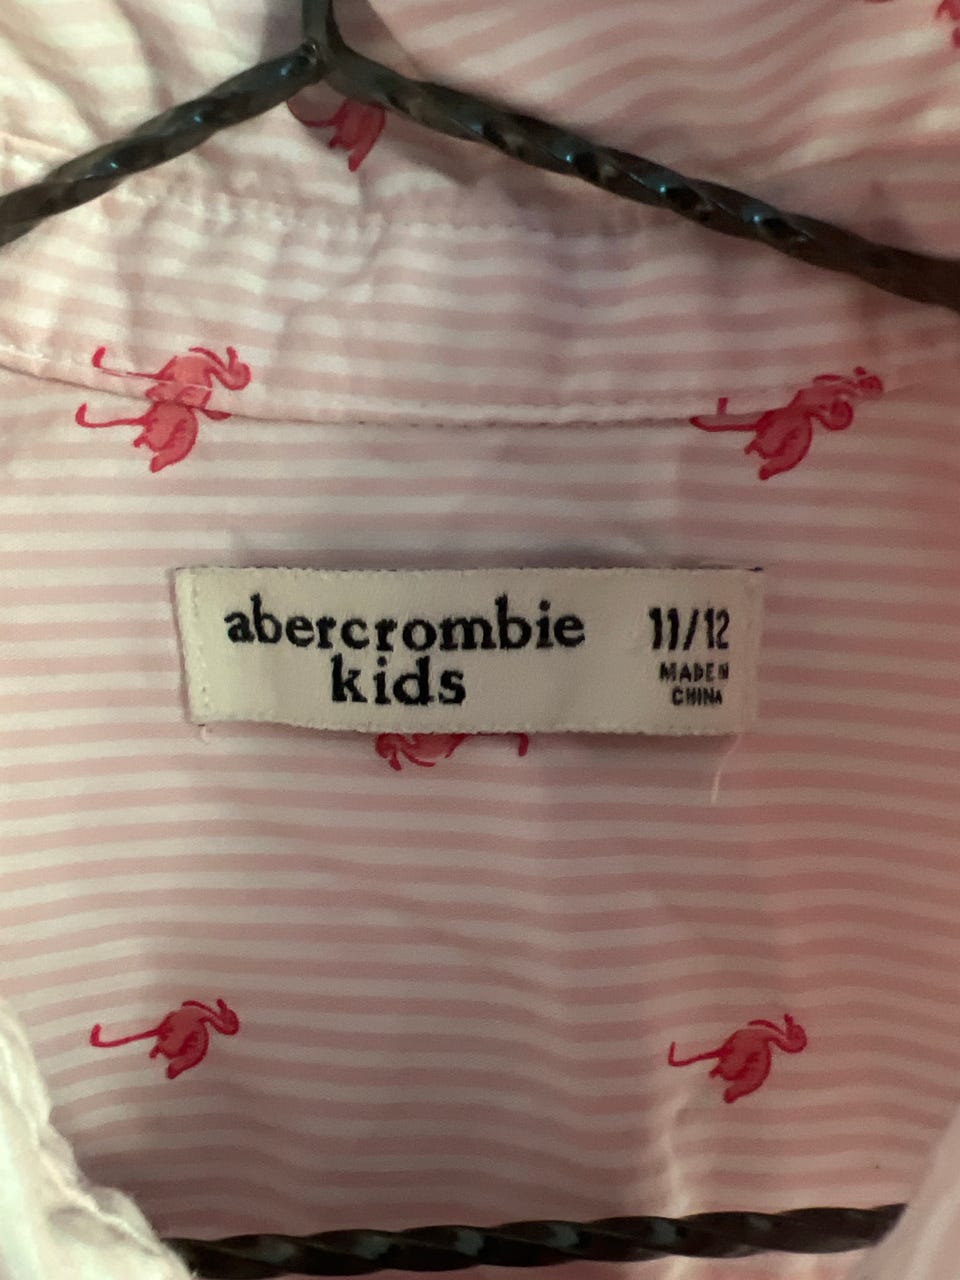 abercrombie
kids
11/12
MADE IN
CHINA